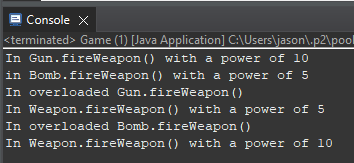 Console
<terminated> Game (1) [Java Application] C:\Users\jason\.p2\pool
In Gun.fireWeapon() with a power of 10
in Bomb.fireWeapon() with a power of 5
In overloaded Gun.fireWeapon()
In Weapon.fireWeapon() with a power of 5
In overloaded Bomb.fireWeapon()
In Weapon.fireWeapon() with a power of 10